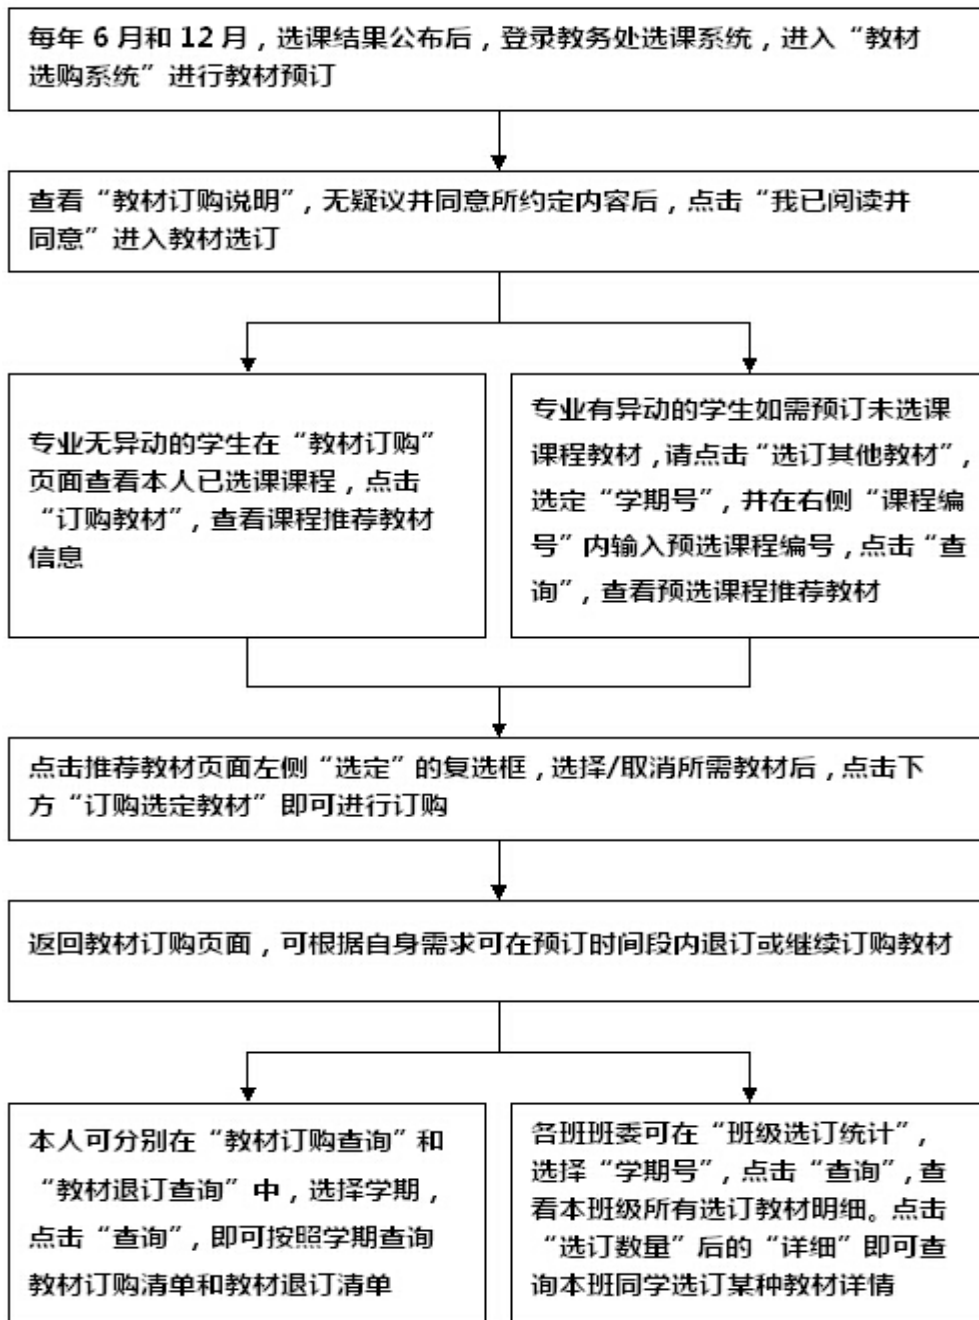 每年 6 月和 12 月，选课结果公布后，登录教务处选课系统，进入“教材
选购系统”进行教材预订
查看“教材订购说明”，无疑议并同意所约定内容后，点击“我已阅读并
同意”进入教材选订
专业无异动的学生在“教材订购”
页面查看本人已选课课程，点击
“订购教材”，查看课程推荐教材
信息
专业有异动的学生如需预订未选课
课程教材，请点击“选订其他教材”，
选定“学期号”，并在右侧“课程编
号”内输入预选课程编号，点击“查
询”，查看预选课程推荐教材
点击推荐教材页面左侧“选定”的复选框，选择/取消所需教材后，点击下
方“订购选定教材”即可进行订购
返回教材订购页面，可根据自身需求可在预订时间段内退订或继续订购教材
本人可分别在“教材订购查询”和
“教材退订查询”中，选择学期，
点击“查询”，即可按照学期查询
教材订购清单和教材退订清单
各班班委可在“班级选订统计”，
选择“学期号”，点击“查询”，查
看本班级所有选订教材明细。点击
“选订数量”后的“详细”即可查
询本班同学选订某种教材详情